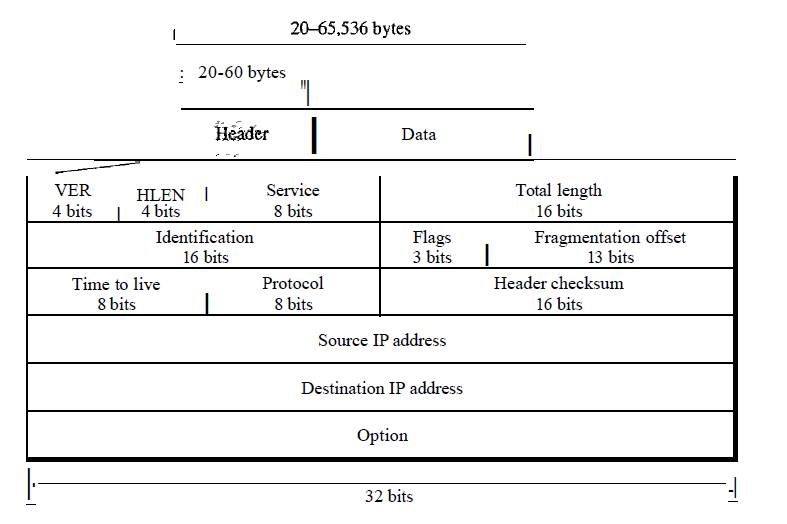 20–65,536 bytes
20-60 bytes
Header Data
VER HLEN Service Total length
4 bits 4 bits 8 bits 16 bits
Identification Flags Fragmentation offset
16 bits 3 bits 13 bits
Time to live Protocol Header checksum
8 bits 8 bits 16 bits
Source IP address
Destination IP address
Option
32 bits